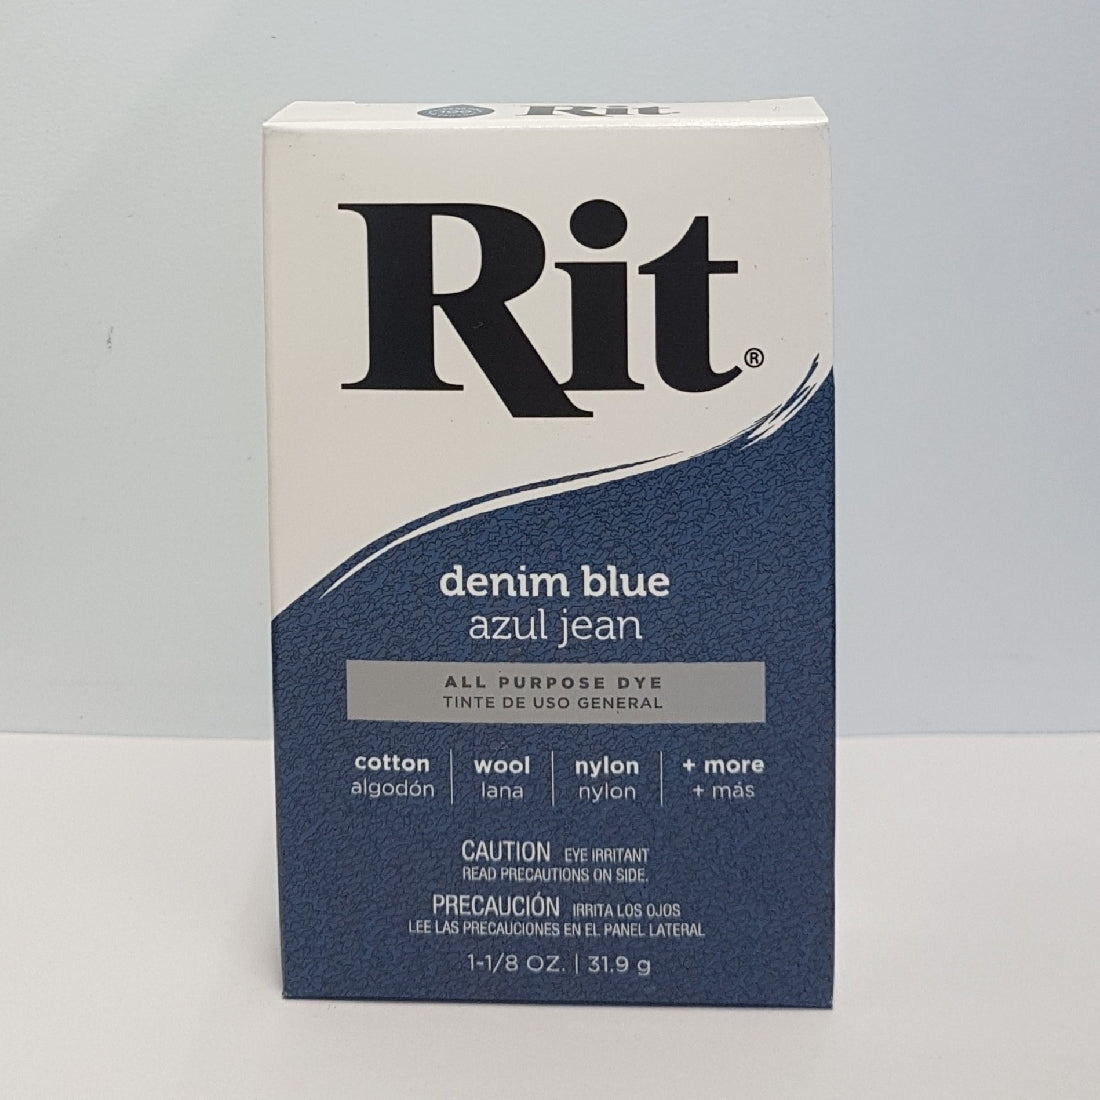 Rit
Rit®
denim blue
azul jean
ALL PURPOSE DYE
TINTE DE USO GENERAL
cotton | wool | nylon | + more
algodón | lana | nylon | + más
CAUTION EYE IRRITANT
READ PRECAUTIONS ON SIDE.
PRECAUCIÓN IRRITA LOS OJOS
LEE LAS PRECAUCIONES EN EL PANEL LATERAL
1-1/8 OZ. | 31.9 g